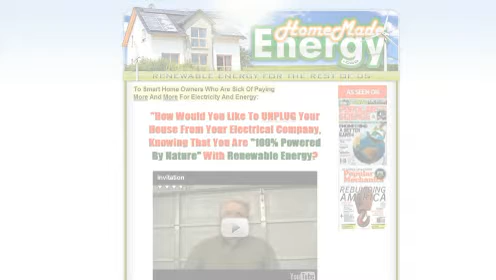 HomeMade
Energy
RENEWABLE ENERGY FOR THE REST OF US
To Smart Home Owners Who Are Sick Of Paying
More And More For Electricity And Energy:
AS SEEN ON
"How Would You Like To UNPLUG Your
House From Your Electrical Company,
Knowing That You Are "100% Powered
By Nature" With Renewable Energy?
Invitation
YouTube
Popular
Mechanics
REBUILDING
AMERICA